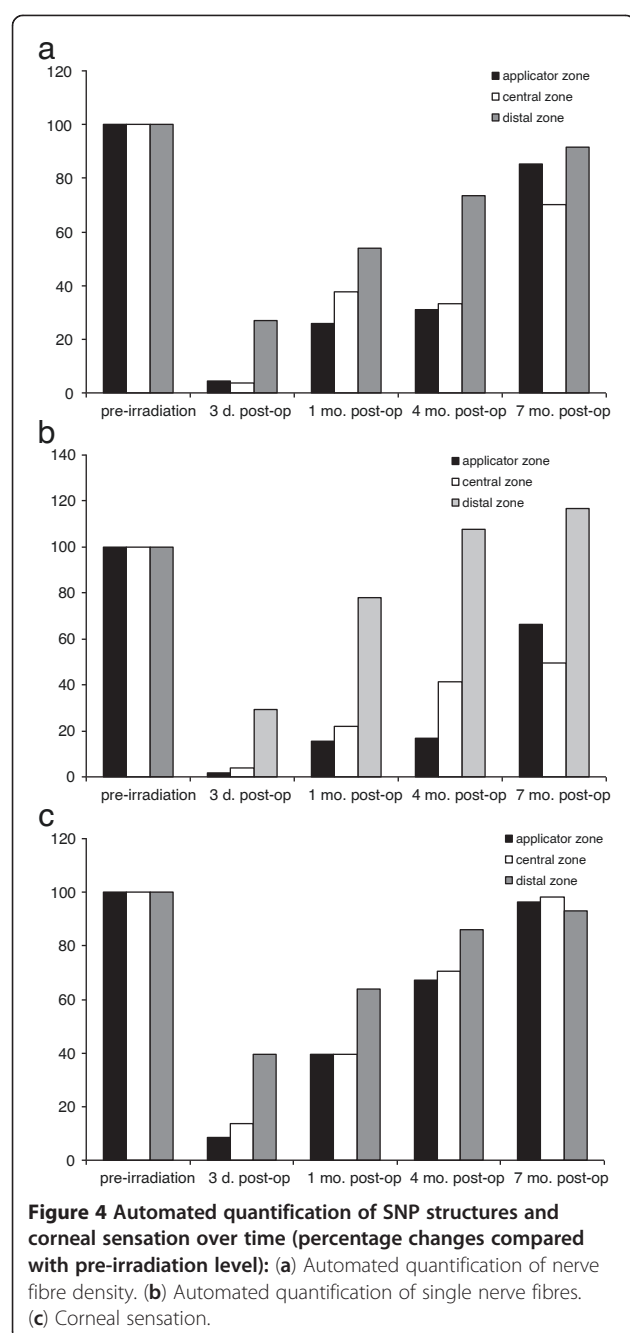 a
120
100
80
60
40
20
0
applicator zone
central zone
distal zone
pre-irradiation 3 d. post-op 1 mo. post-op 4 mo. post-op 7 mo. post-op
b
140
120
100
80
60
40
20
0
applicator zone
central zone
distal zone
pre-irradiation 3 d. post-op 1 mo. post-op 4 mo. post-op 7 mo. post-op
c
120
100
80
60
40
20
0
applicator zone
central zone
distal zone
pre-irradiation 3 d. post-op 1 mo. post-op 4 mo. post-op 7 mo. post-op
Figure 4 Automated quantification of SNP structures and
corneal sensation over time (percentage changes compared
with pre-irradiation level): (a) Automated quantification of nerve
fibre density. (b) Automated quantification of single nerve fibres.
(c) Corneal sensation.